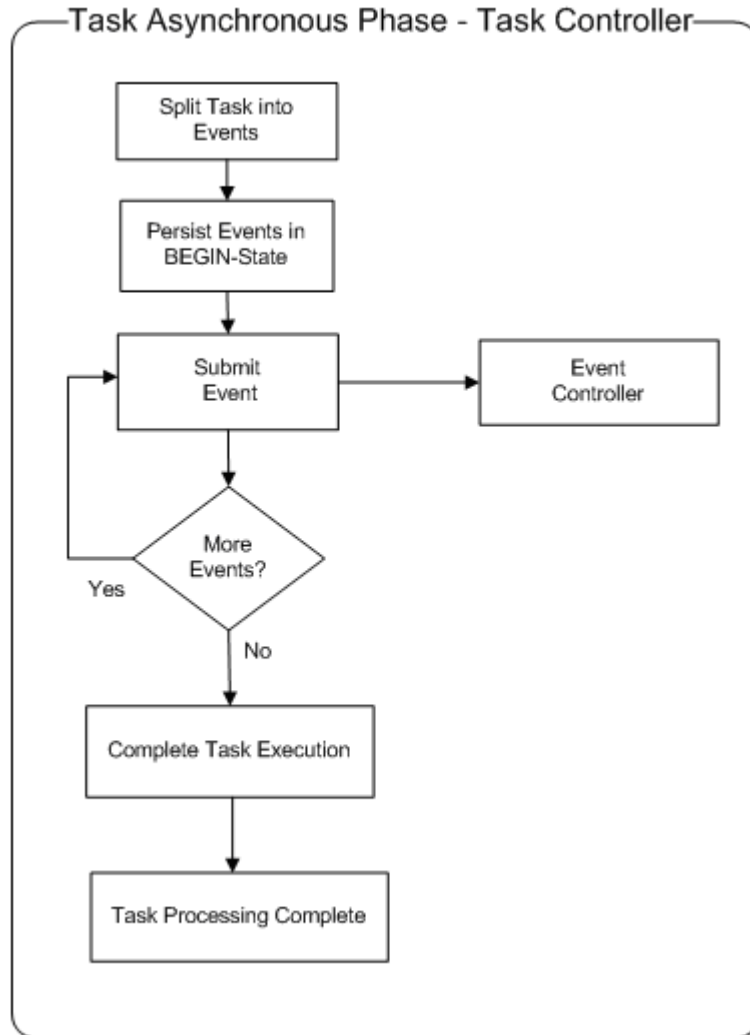 Task Asynchronous Phase - Task Controller
Split Task into
Events
Persist Events in
BEGIN-State
Submit
Event
Event
Controller
More
Events?
Yes
No
Complete Task Execution
Task Processing Complete